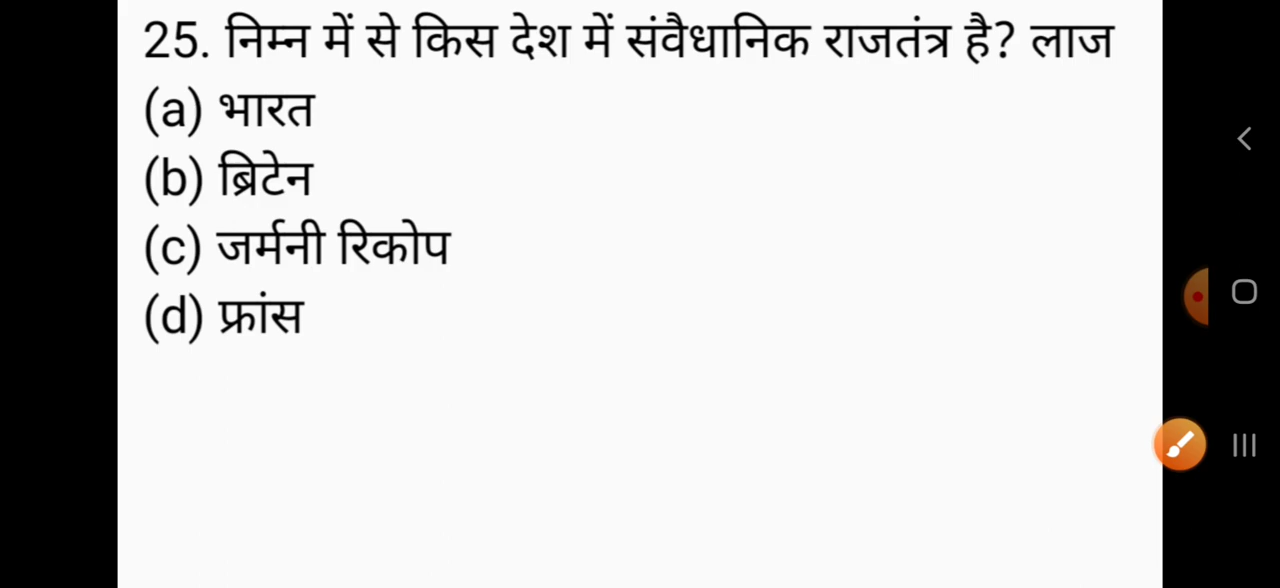 25. निम्न में से किस देश में संवैधानिक राजतंत्र है? लाज
(a) भारत
(b) ब्रिटेन
(c) जर्मनी रिकोप
(d) फ्रांस